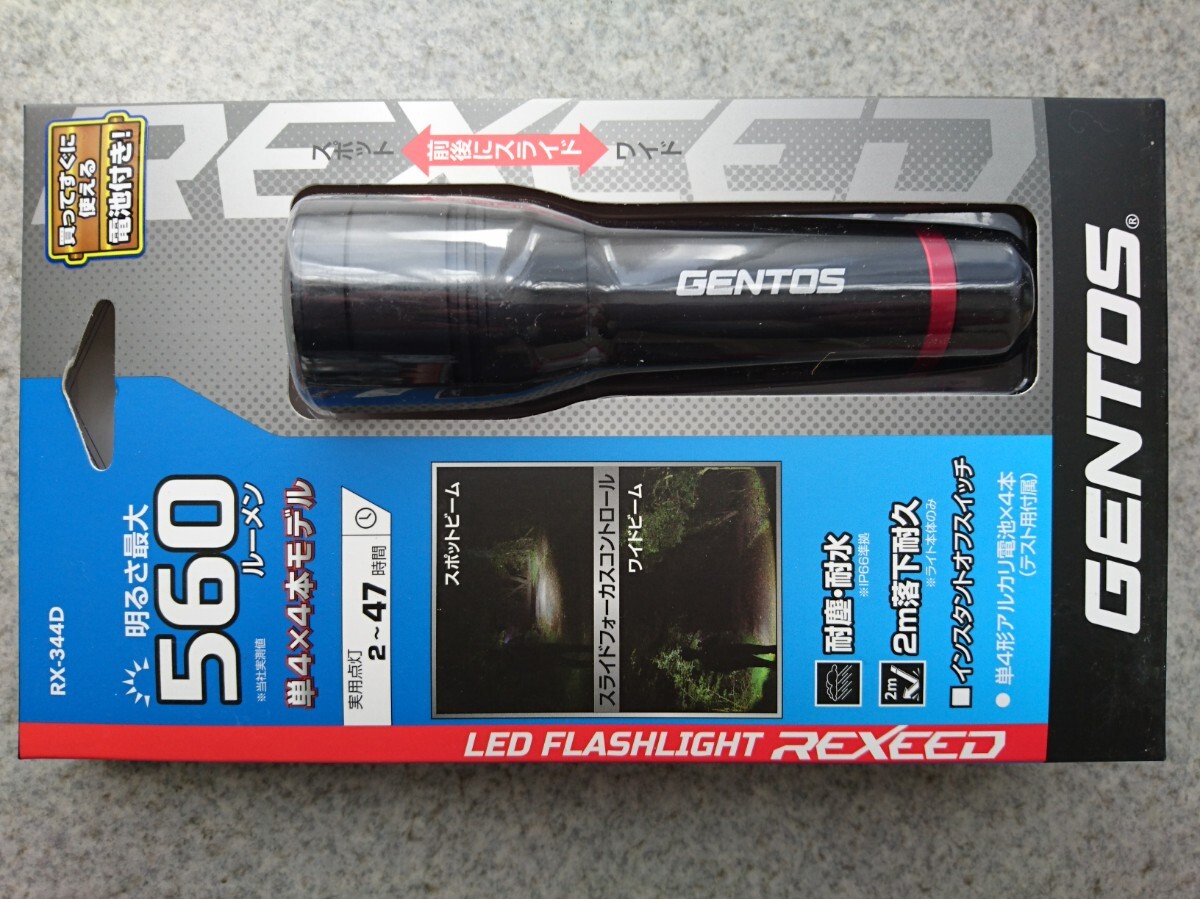 REXEED
買ってすぐに
使える
電池付き!
スポット
前後にスライド
ワイド
GENTOS
RX-344D
明るさ最大
560
ルーメン
※当社実測値
単4×4本モデル
実用点灯
2～47時間
スポットビーム
スライドフォーカスコントロール
ワイドビーム
耐塵・耐水
※IP66準拠
2m
2m落下耐久
※ライト本体のみ
■インスタントオフスイッチ
●単4形アルカリ電池×4本
(テスト用付属)
LED FLASHLIGHT REXEED
GENTOS®